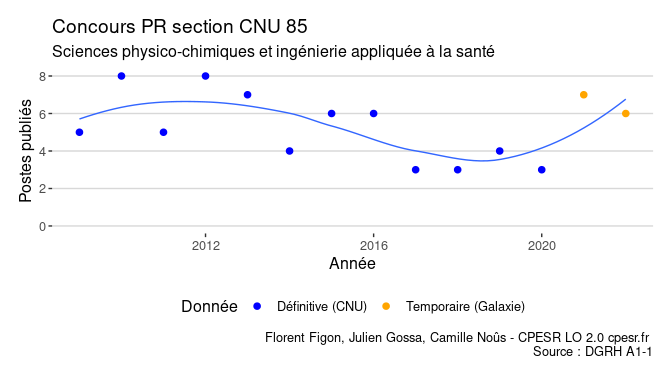 Concours PR section CNU 85
Sciences physico-chimiques et ingénierie appliquée à la santé
Postes publiés
8
6
4
2
0
2012 2016 2020
Année
Donnée Définitive (CNU) Temporaire (Galaxie)
Florent Figon, Julien Gossa, Camille Noûs - CPESR LO 2.0 cpesr.fr
Source : DGRH A1-1